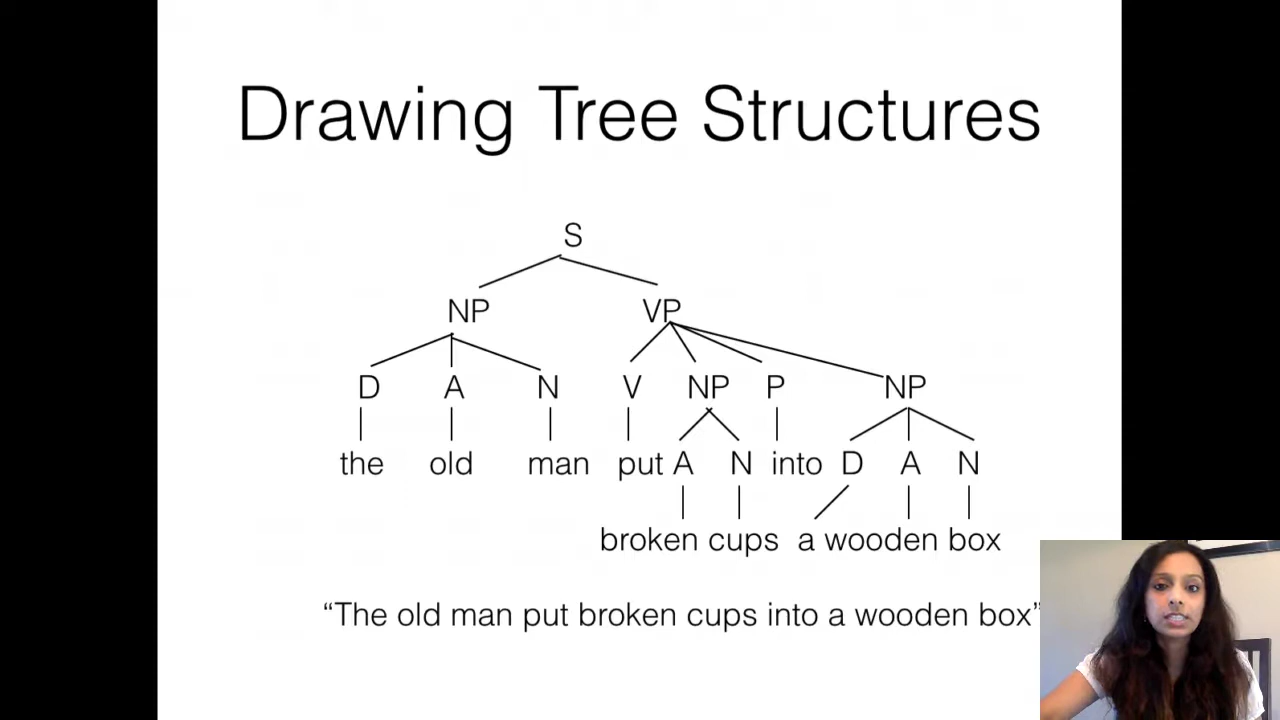 Drawing Tree Structures
S
NP VP
D A N V NP P NP
the old man put A N into D A N
broken cups a wooden box
“The old man put broken cups into a wooden box”